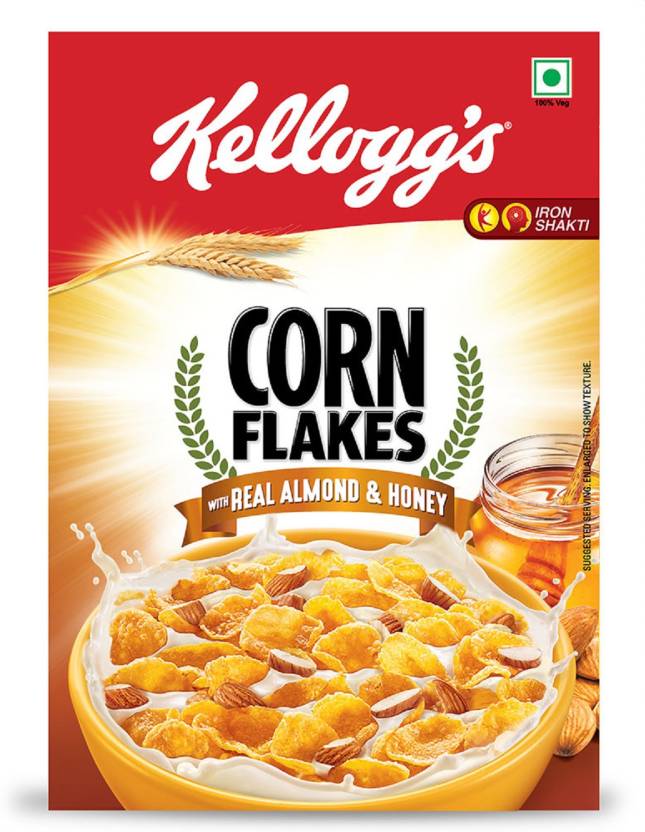 Kellogg's®
100% Veg
IRON
SHAKTI
CORN
FLAKES
WITH REAL ALMOND & HONEY
SUGGESTED SERVING. ENLARGED TO SHOW TEXTURE.